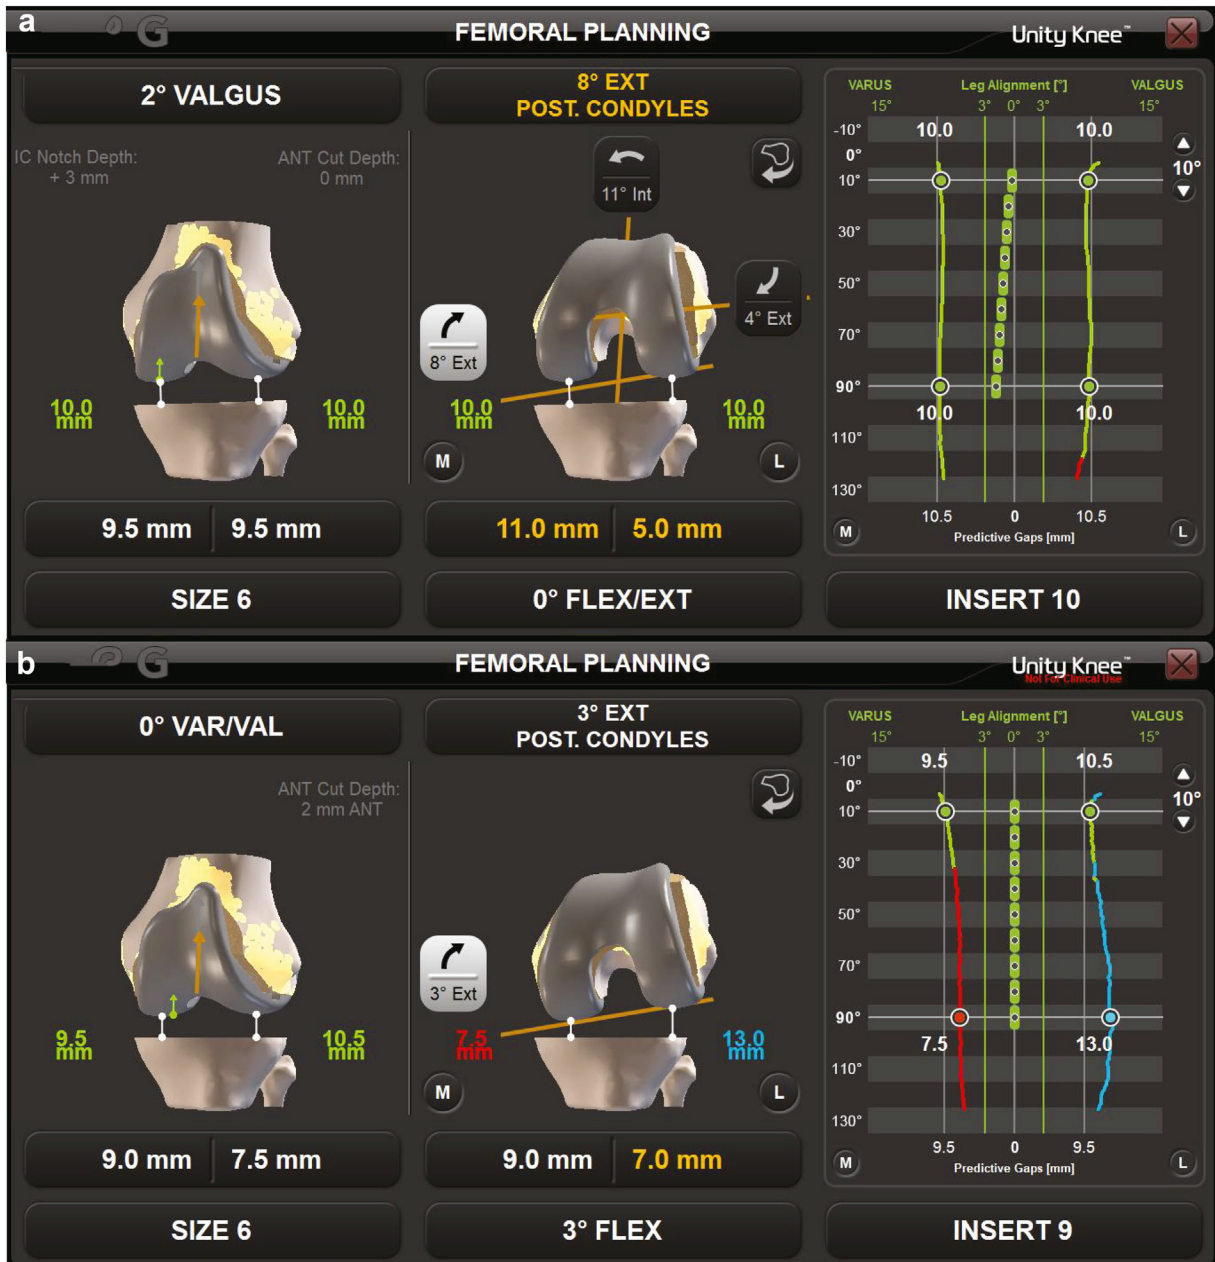 a
G
FEMORAL PLANNING
Unity Knee™
2° VALGUS
8° EXT
POST. CONDYLES
IC Notch Depth:
+ 3 mm
ANT Cut Depth:
0 mm
11° Int
4° Ext
8° Ext
10.0
mm
10.0
mm
10.0
mm
10.0
mm
M
L
9.5 mm
9.5 mm
11.0 mm
5.0 mm
SIZE 6
0° FLEX/EXT
INSERT 10
VARUS
Leg Alignment [°]
VALGUS
15°
3°
0°
3°
15°
-10°
10.0
10.0
0°
10°
10°
30°
50°
70°
90°
10.0
10.0
110°
130°
10.5
0
10.5
M
Predictive Gaps [mm]
L
b
G
FEMORAL PLANNING
Unity Knee™
Not For Clinical Use
0° VAR/VAL
3° EXT
POST. CONDYLES
ANT Cut Depth:
2 mm ANT
3° Ext
9.5
mm
10.5
mm
7.5
mm
13.0
mm
M
L
9.0 mm
7.5 mm
9.0 mm
7.0 mm
SIZE 6
3° FLEX
INSERT 9
VARUS
Leg Alignment [°]
VALGUS
15°
3°
0°
3°
15°
-10°
9.5
10.5
0°
10°
10°
30°
50°
70°
90°
7.5
13.0
110°
130°
9.5
0
9.5
M
Predictive Gaps [mm]
L